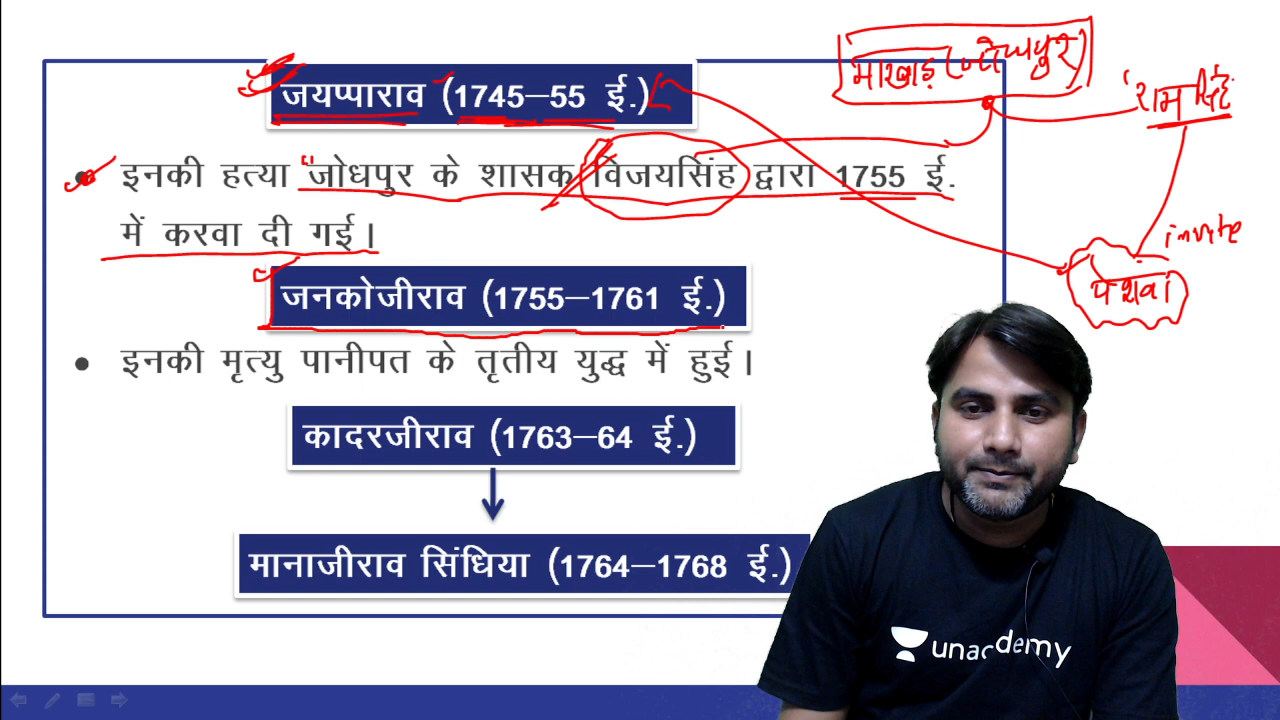 जयप्पाराव (1745–55 ई.)
मारवाड़ (जोधपुर)
'राम सिंह'
• इनकी हत्या "जोधपुर के शासक विजयसिंह द्वारा 1755 ई.
में करवा दी गई।
invite
पेशवा
जनकोजीराव (1755–1761 ई.)
• इनकी मृत्यु पानीपत के तृतीय युद्ध में हुई।
कादरजीराव (1763–64 ई.)
मानाजीराव सिंधिया (1764–1768 ई.)
unacademy